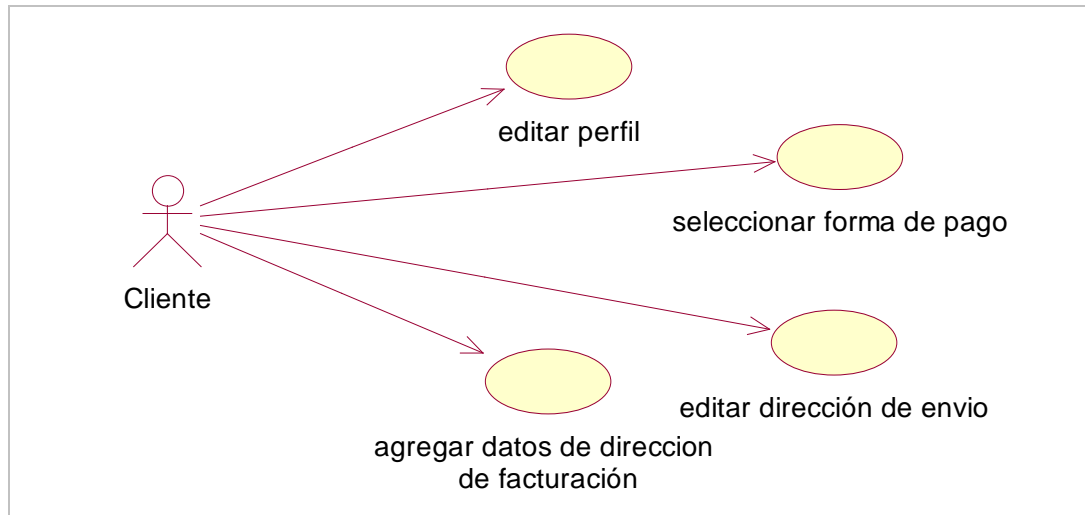 editar perfil
seleccionar forma de pago
Cliente
editar dirección de envio
agregar datos de direccion
de facturación